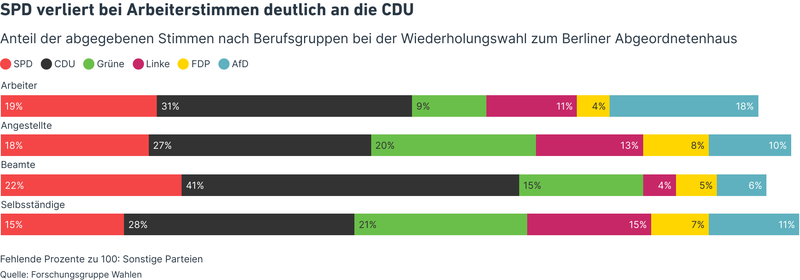 SPD verliert bei Arbeiterstimmen deutlich an die CDU
Anteil der abgegebenen Stimmen nach Berufsgruppen bei der Wiederholungswahl zum Berliner Abgeordnetenhaus
SPD CDU Grüne Linke FDP AfD
Arbeiter
19% 31% 9% 11% 4% 18%
Angestellte
18% 27% 20% 13% 8% 10%
Beamte
22% 41% 15% 4% 5% 6%
Selbsständige
15% 28% 21% 15% 7% 11%
Fehlende Prozente zu 100: Sonstige Parteien
Quelle: Forschungsgruppe Wahlen